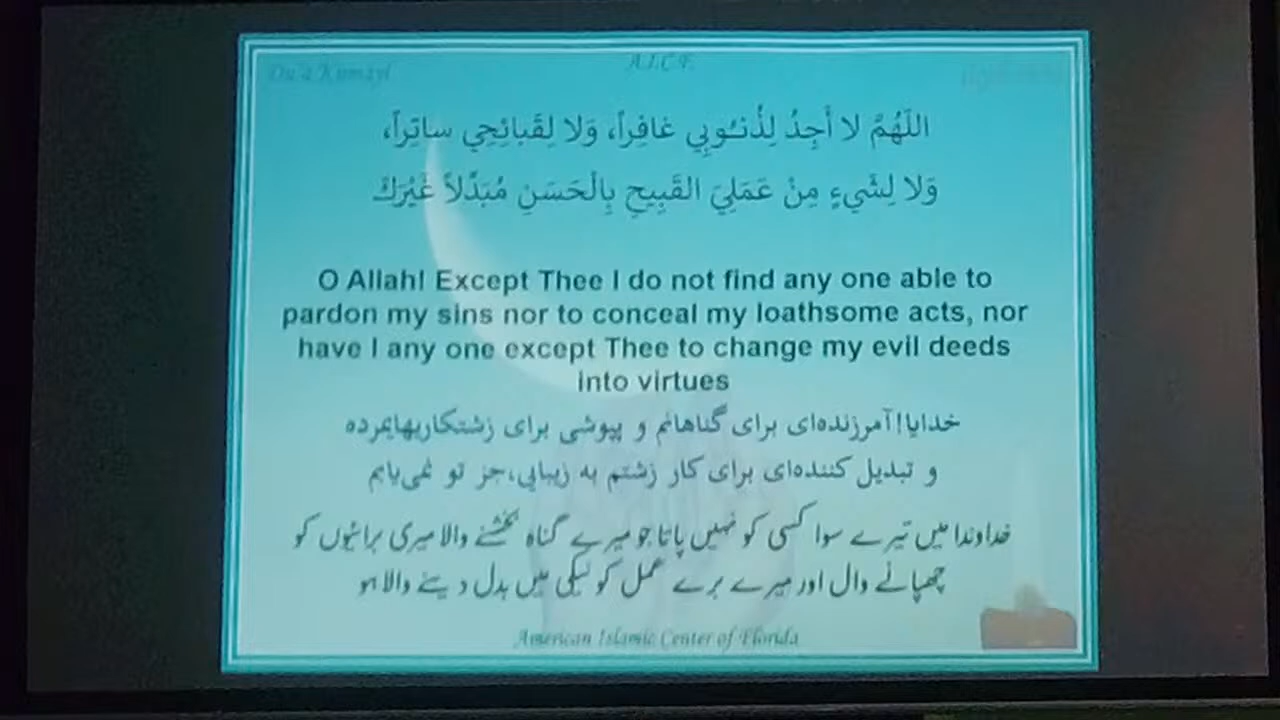 Du'a Kumayl
A.I.C.F.
اللّهُمَّ لا أَجِدُ لِذُنُوبِي غافِراً، وَلا لِقَبائِحِي ساتِراً،
وَلا لِشَيءٍ مِنْ عَمَلِيَ القَبِيحِ بِالْحَسَنِ مُبَدِّلاً غَيْرَكَ
O Allah! Except Thee I do not find any one able to
pardon my sins nor to conceal my loathsome acts, nor
have I any one except Thee to change my evil deeds
into virtues
خدایا! آمرزنده‌ای برای گناهانم و پپوشی برای زشتکاریهایمرده
و تبدیل کننده‌ای برای کار زشتم به زیبایی، جز تو نمی‌یابم
خداوندا میں تیرے سوا کسی کو نہیں پاتا جو میرے گناہ بخشنے والا میری برائیوں کو
چھپانے وال اور میرے برے عمل کو نیکی میں بدل دینے والا ہو
American Islamic Center of Florida